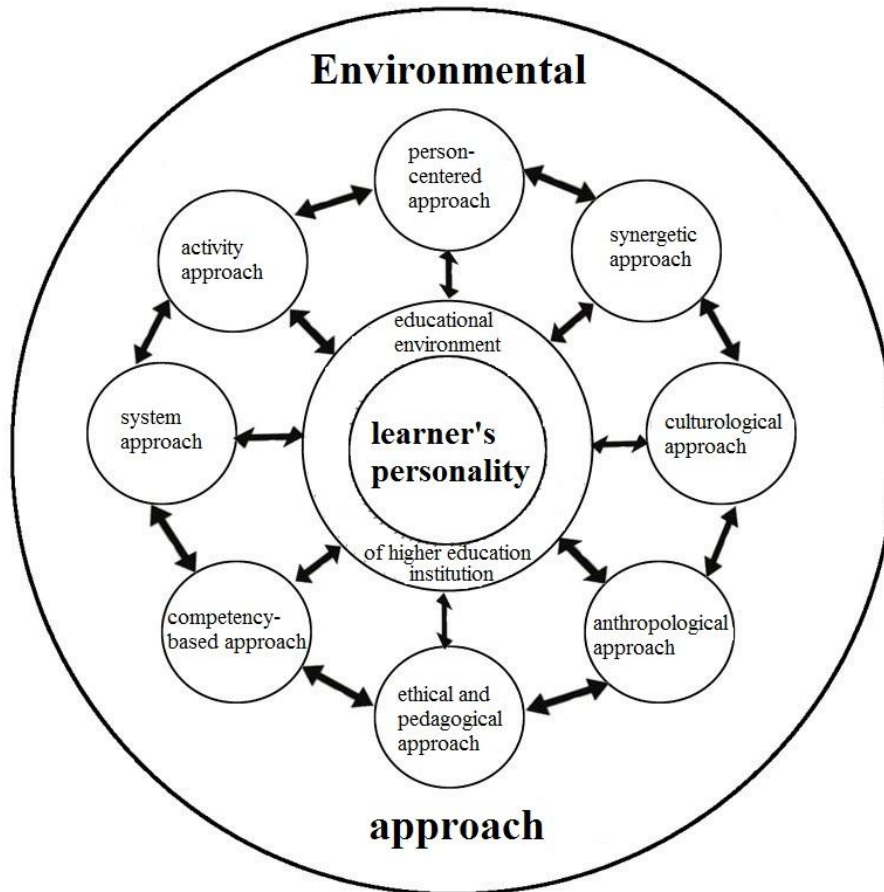 Environmental
person-
centered
approach
synergetic
approach
activity
approach
educational
environment
system
approach
learner's
personality
culturological
approach
of higher education
institution
competency-
based approach
anthropological
approach
ethical and
pedagogical
approach
approach